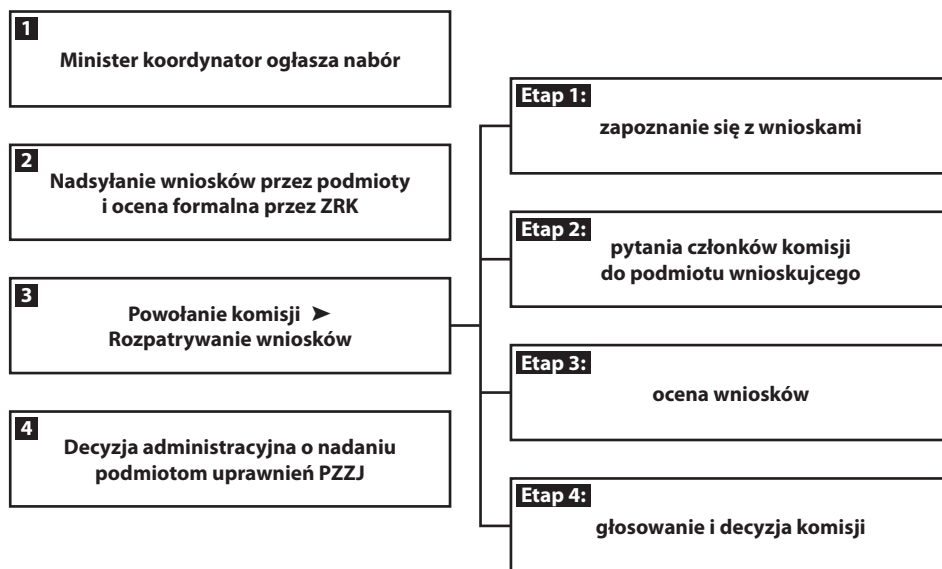 1
Minister koordynator ogłasza nabór
2
Nadsyłanie wniosków przez podmioty
i ocena formalna przez ZRK
3
Powołanie komisji ➤
Rozpatrywanie wniosków
4
Decyzja administracyjna o nadaniu
podmiotom uprawnień PZZJ
Etap 1:
zapoznanie się z wnioskami
Etap 2:
pytania członków komisji
do podmiotu wnioskujcego
Etap 3:
ocena wniosków
Etap 4:
głosowanie i decyzja komisji